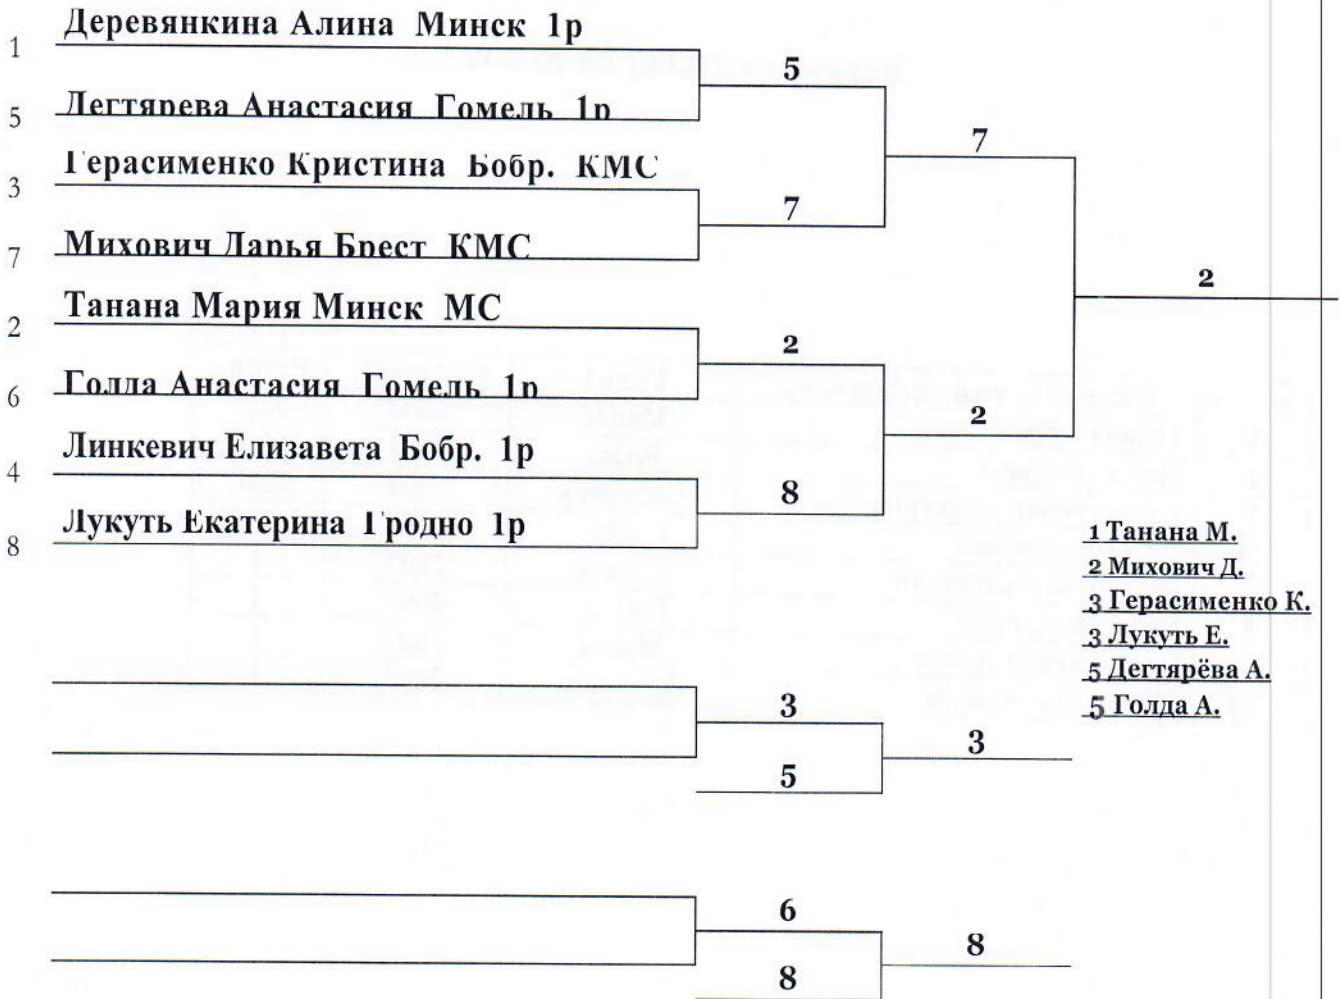 1 Деревянкина Алина Минск 1р
5
5 Дегтярева Анастасия Гомель 1р
7
3 Герасименко Кристина Бобр. КМС
7
7 Михович Дарья Брест КМС
2
2 Танана Мария Минск МС
2
6 Голда Анастасия Гомель 1р
2
4 Линкевич Елизавета Бобр. 1р
8
8 Лукуть Екатерина Гродно 1р
1 Танана М.
2 Михович Д.
3 Герасименко К.
3 Лукуть Е.
5 Дегтярёва А.
5 Голда А.
3
3
5
6
8
8